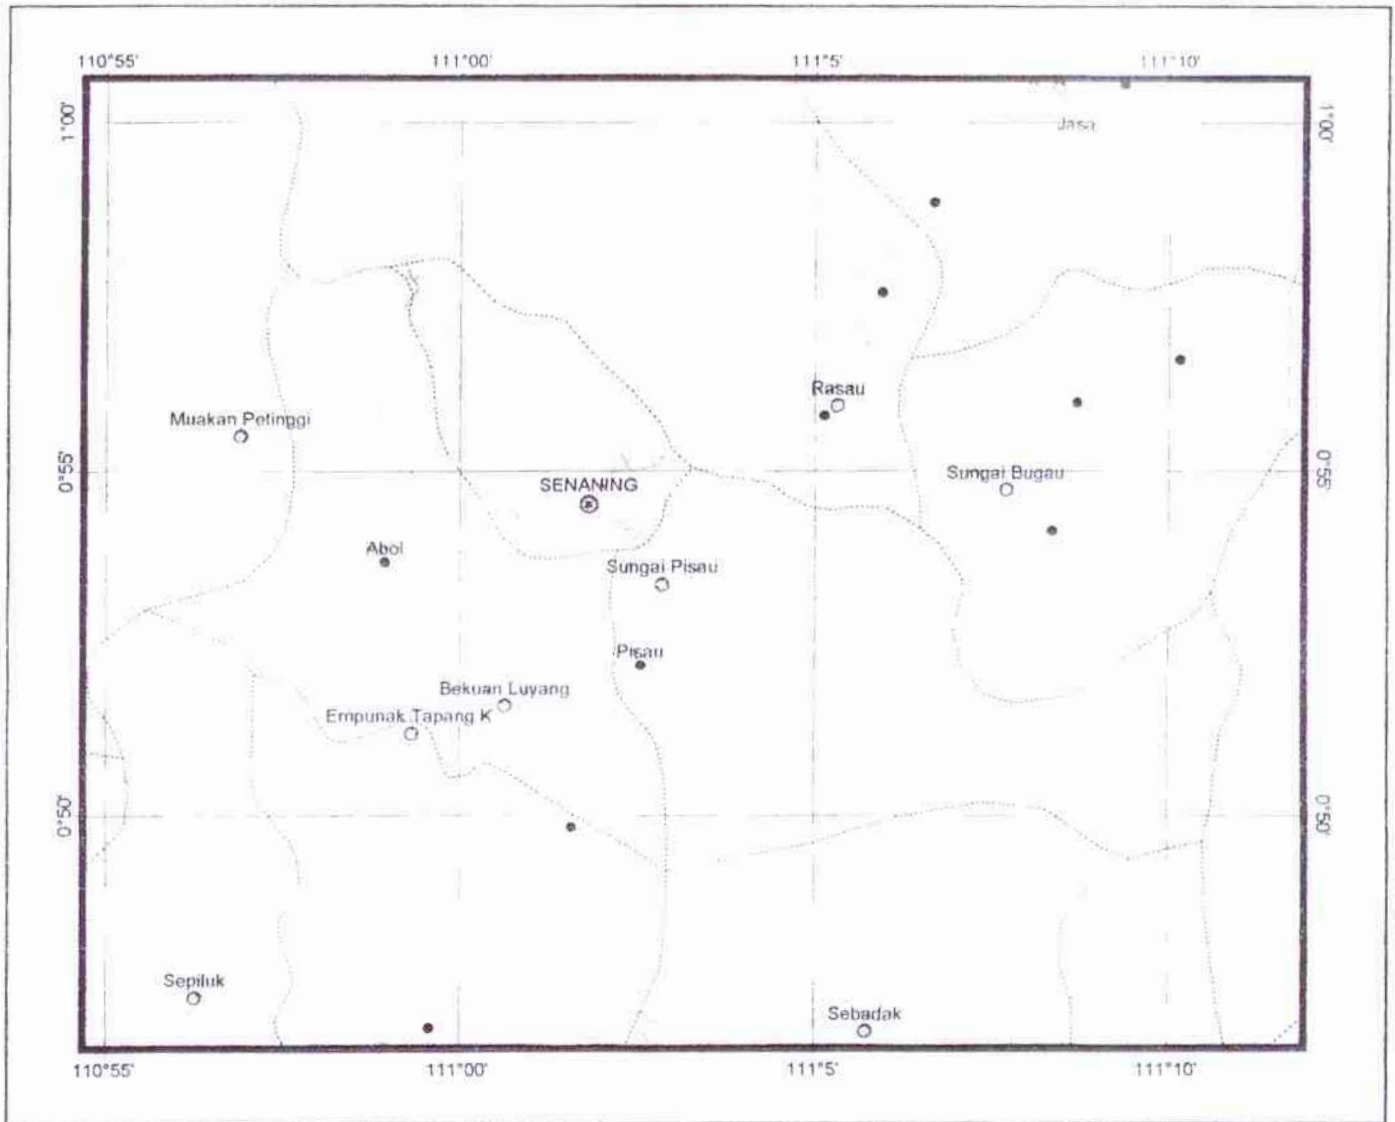 110°55'
111°00'
111°5'
111°10'
1°00'
1°00'
Jasa
Rasau
Muakan Petinggi
0°55'
0°55'
SENANING
Sungai Bugau
Aboi
Sungai Pisau
Pisau
Bekuan Luyang
Empunak Tapang K
0°50'
0°50'
Sepiluk
Sebadak
110°55'
111°00'
111°5'
111°10'